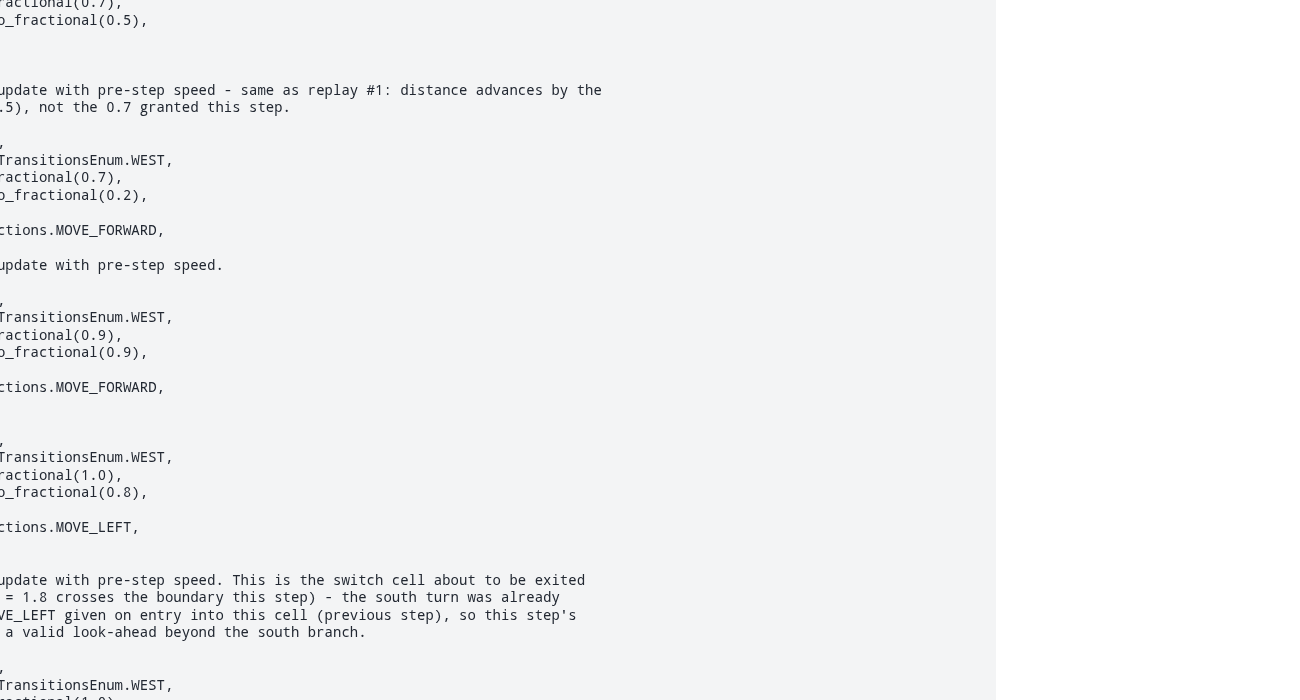 ractional(0.7),
o_fractional(0.5),
update with pre-step speed - same as replay #1: distance advances by the
.5), not the 0.7 granted this step.
,
TransitionsEnum.WEST,
ractional(0.7),
o_fractional(0.2),
ctions.MOVE_FORWARD,
update with pre-step speed.
,
TransitionsEnum.WEST,
ractional(0.9),
o_fractional(0.9),
ctions.MOVE_FORWARD,
,
TransitionsEnum.WEST,
ractional(1.0),
o_fractional(0.8),
ctions.MOVE_LEFT,
update with pre-step speed. This is the switch cell about to be exited
= 1.8 crosses the boundary this step) - the south turn was already
VE_LEFT given on entry into this cell (previous step), so this step's
a valid look-ahead beyond the south branch.
,
TransitionsEnum.WEST,
ractional(1.0),